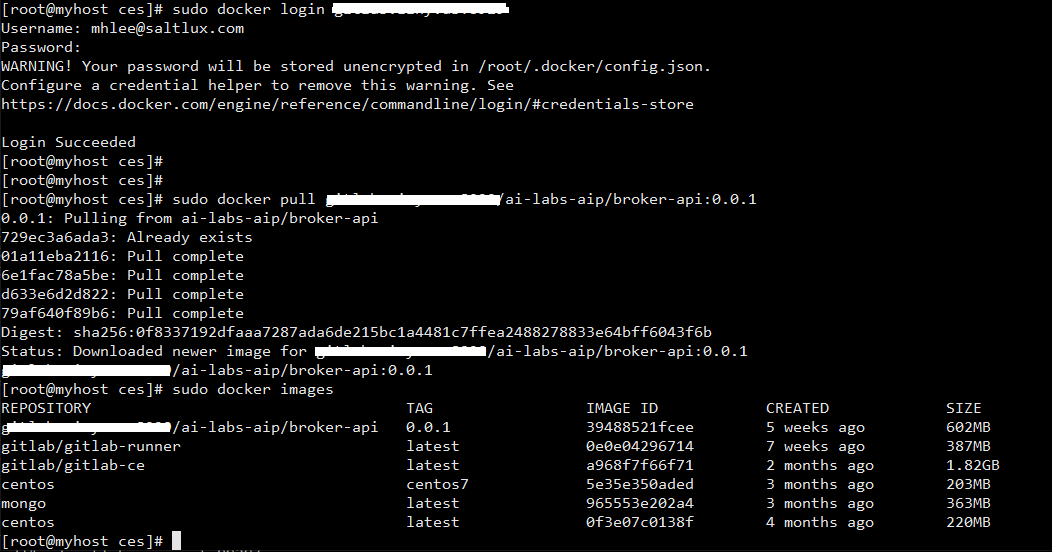 [root@myhost ces]# sudo docker login
Username: mhlee@saltlux.com
Password:
WARNING! Your password will be stored unencrypted in /root/.docker/config.json.
Configure a credential helper to remove this warning. See
https://docs.docker.com/engine/reference/commandline/login/#credentials-store
Login Succeeded
[root@myhost ces]#
[root@myhost ces]#
[root@myhost ces]# sudo docker pull /ai-labs-aip/broker-api:0.0.1
0.0.1: Pulling from ai-labs-aip/broker-api
729ec3a6ada3: Already exists
01a11eba2116: Pull complete
6e1fac78a5be: Pull complete
d633e6d2d822: Pull complete
79af640f89b6: Pull complete
Digest: sha256:0f8337192dfaaa7287ada6de215bc1a4481c7ffea2488278833e64bff6043f6b
Status: Downloaded newer image for /ai-labs-aip/broker-api:0.0.1
/ai-labs-aip/broker-api:0.0.1
[root@myhost ces]# sudo docker images
REPOSITORY TAG IMAGE ID CREATED SIZE
/ai-labs-aip/broker-api 0.0.1 39488521fcee 5 weeks ago 602MB
gitlab/gitlab-runner latest 0e0e04296714 7 weeks ago 387MB
gitlab/gitlab-ce latest a968f7f66f71 2 months ago 1.82GB
centos centos7 5e35e350aded 3 months ago 203MB
mongo latest 965553e202a4 3 months ago 363MB
centos latest 0f3e07c0138f 4 months ago 220MB
[root@myhost ces]#